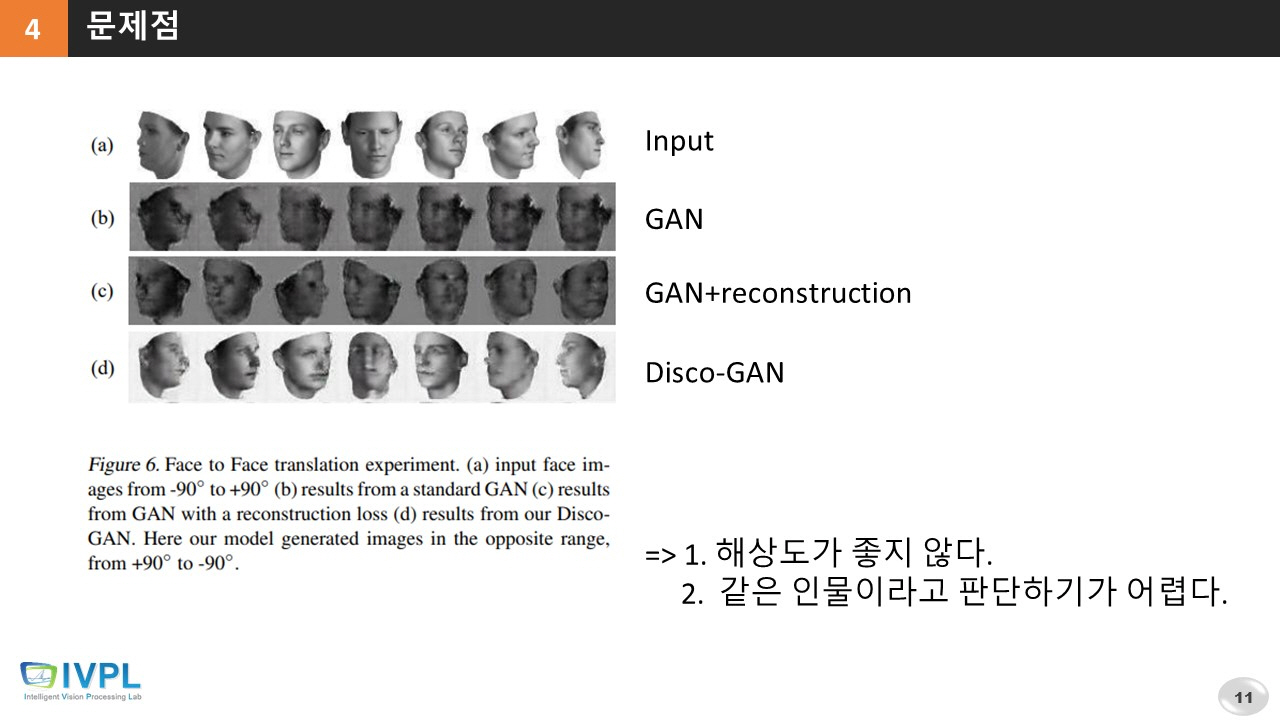 4
문제점
(a)
Input
(b)
GAN
(c)
GAN+reconstruction
(d)
Disco-GAN
Figure 6. Face to Face translation experiment. (a) input face im-
ages from -90° to +90° (b) results from a standard GAN (c) results
from GAN with a reconstruction loss (d) results from our Disco-
GAN. Here our model generated images in the opposite range,
from +90° to -90°.
=> 1. 해상도가 좋지 않다.
2. 같은 인물이라고 판단하기가 어렵다.
IVPL
Intelligent Vision Processing Lab
11